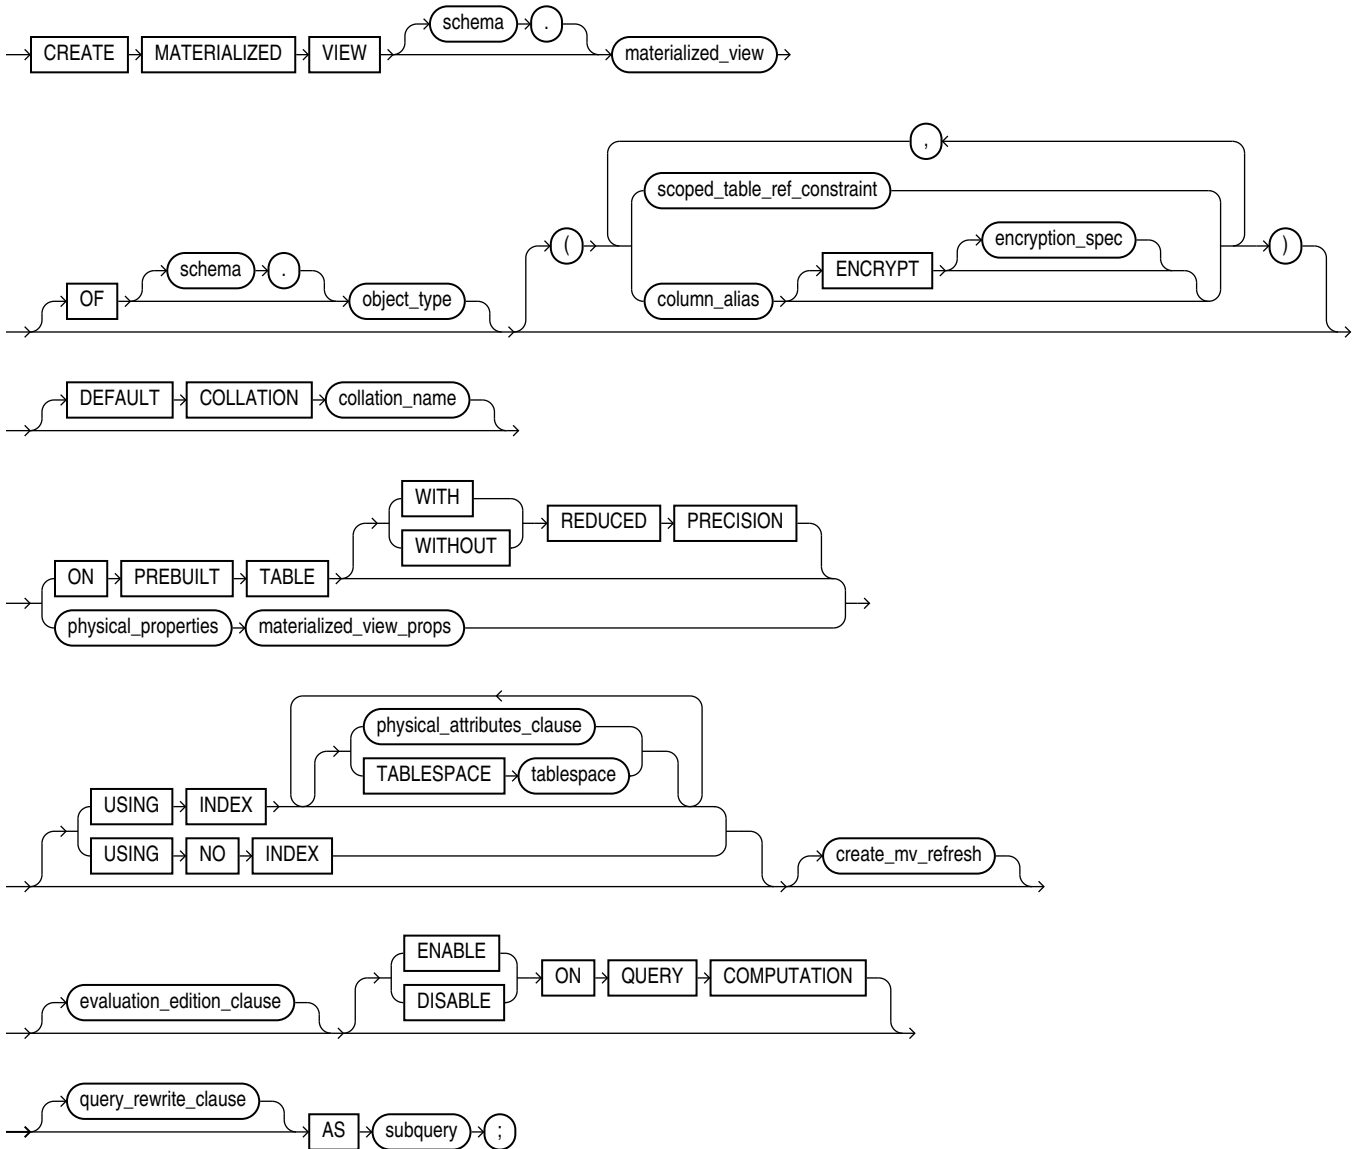 schema .
CREATE MATERIALIZED VIEW materialized_view
,
scoped_table_ref_constraint
( encryption_spec )
schema . ENCRYPT
OF object_type column_alias
DEFAULT COLLATION collation_name
WITH
REDUCED PRECISION
WITHOUT
ON PREBUILT TABLE
physical_properties materialized_view_props
physical_attributes_clause
TABLESPACE tablespace
USING INDEX
USING NO INDEX create_mv_refresh
ENABLE
ON QUERY COMPUTATION
evaluation_edition_clause DISABLE
query_rewrite_clause
AS subquery ;